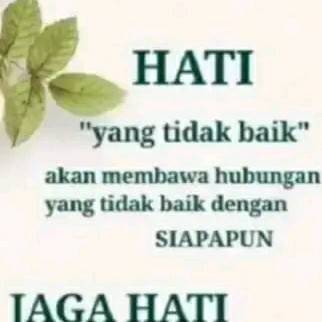 HATI
"yang tidak baik"
akan membawa hubungan
yang tidak baik dengan
SIAPAPUN
JAGA HATI